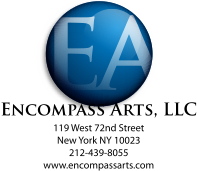 EA
ENCOMPASS ARTS, LLC
119 West 72nd Street
New York NY 10023
212-439-8055
www.encompassarts.com